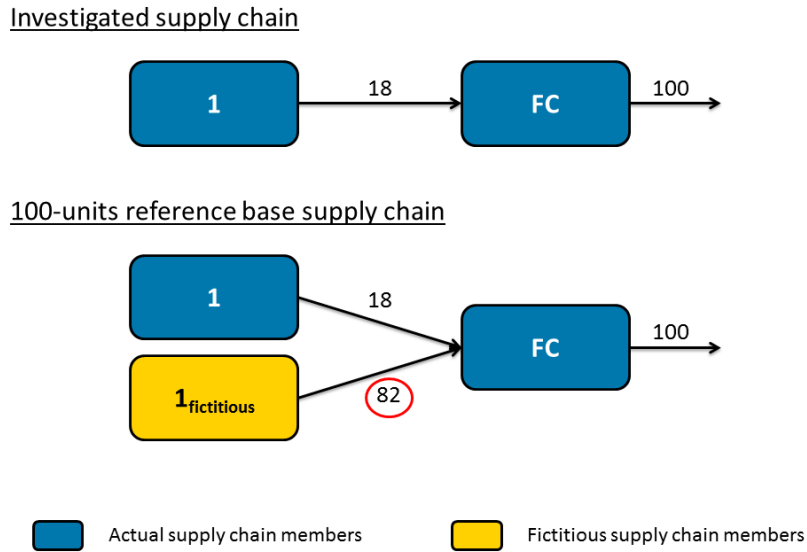 Investigated supply chain
1
18
FC
100
100-units reference base supply chain
1
18
FC
100
1fictitious
82
Actual supply chain members
Fictitious supply chain members